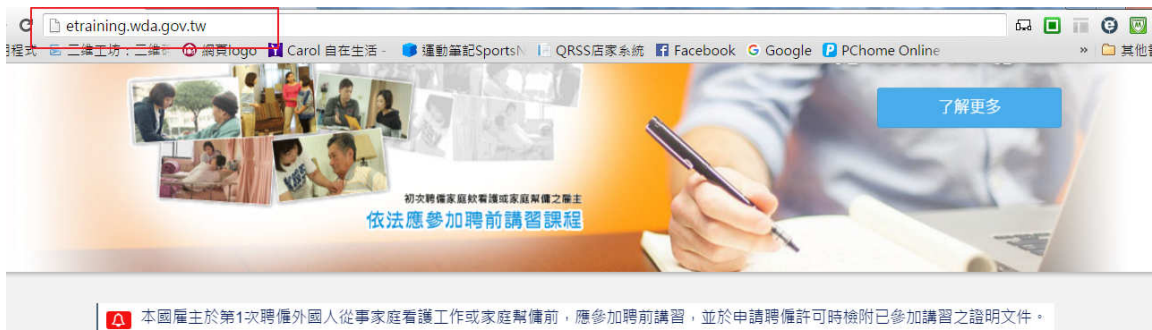 etraining.wda.gov.tw
程式 三維工坊：三維 網頁logo Carol 自在生活 - 運動筆記SportsN QRSS店家系統 Facebook Google PChome Online » 其他
了解更多
初次聘僱家庭看護或家庭幫傭之雇主
依法應參加聘前講習課程
本國雇主於第1次聘僱外國人從事家庭看護工作或家庭幫傭前，應參加聘前講習，並於申請聘僱許可時檢附已參加講習之證明文件。